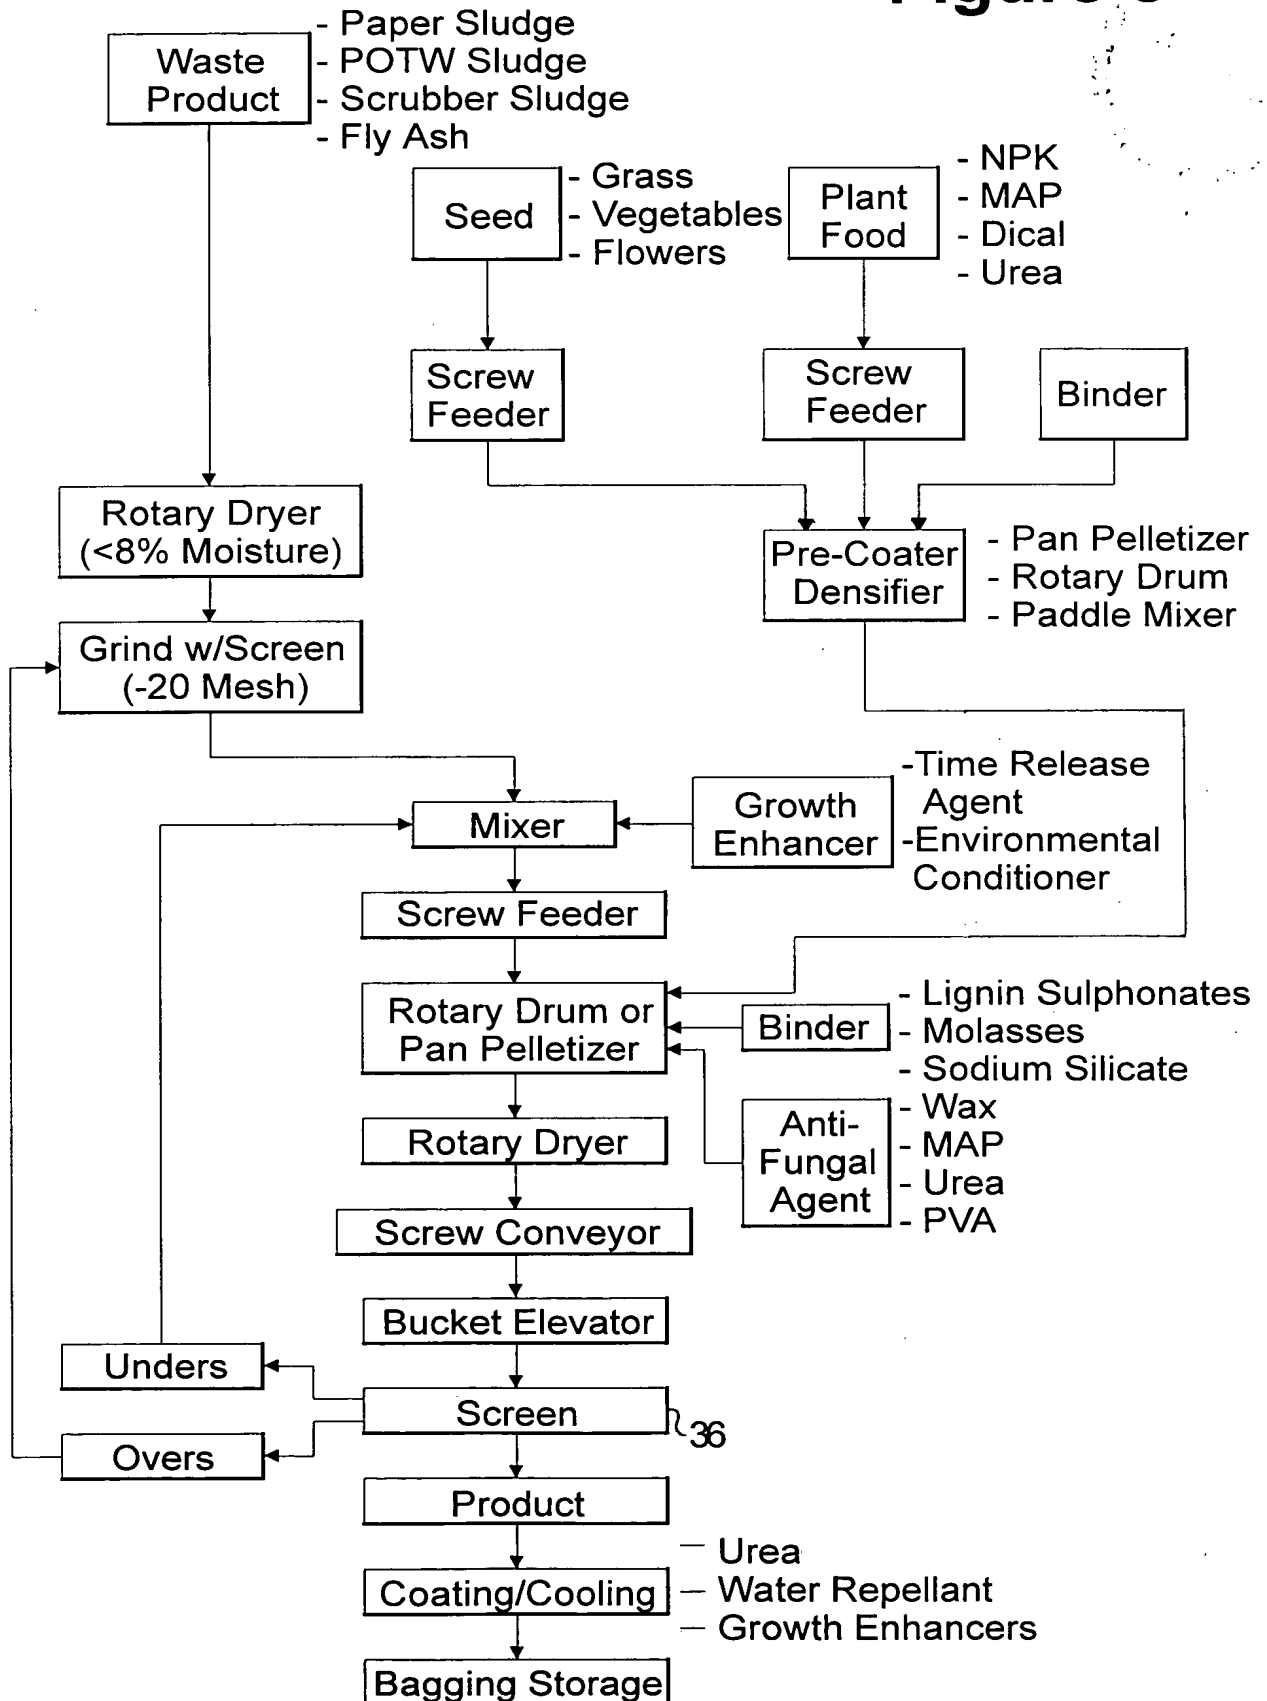 Waste
Product
- Paper Sludge
- POTW Sludge
- Scrubber Sludge
- Fly Ash
Seed
- Grass
- Vegetables
- Flowers
Plant
Food
- NPK
- MAP
- Dical
- Urea
Screw
Feeder
Screw
Feeder
Binder
Rotary Dryer
(<8% Moisture)
Pre-Coater
Densifier
- Pan Pelletizer
- Rotary Drum
- Paddle Mixer
Grind w/Screen
(-20 Mesh)
Mixer
Growth
Enhancer
-Time Release
Agent
-Environmental
Conditioner
Screw Feeder
Rotary Drum or
Pan Pelletizer
Binder
- Lignin Sulphonates
- Molasses
- Sodium Silicate
- Wax
- MAP
- Urea
- PVA
Anti-
Fungal
Agent
Rotary Dryer
Screw Conveyor
Bucket Elevator
Unders
Screen
36
Overs
Product
Coating/Cooling
— Urea
— Water Repellant
— Growth Enhancers
Bagging Storage